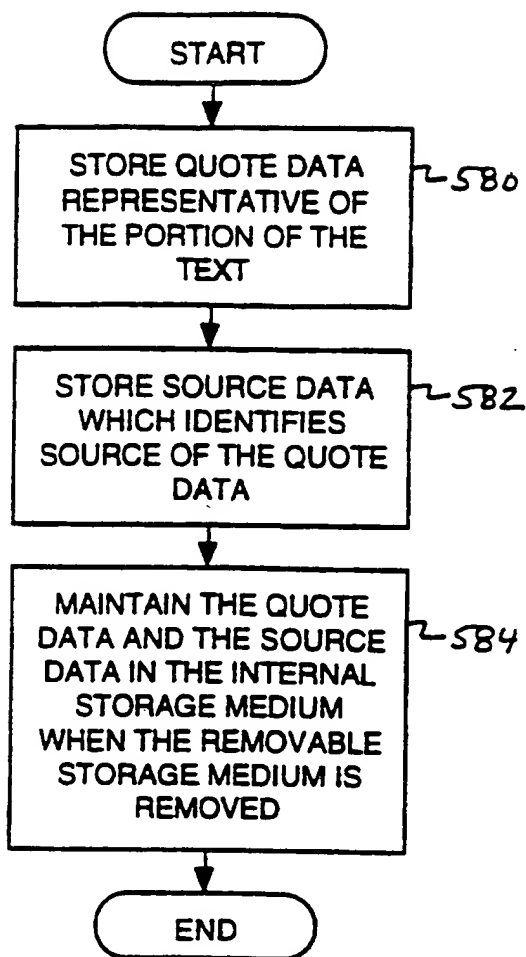 START
STORE QUOTE DATA
REPRESENTATIVE OF
THE PORTION OF THE
TEXT
580
STORE SOURCE DATA
WHICH IDENTIFIES
SOURCE OF THE QUOTE
DATA
582
MAINTAIN THE QUOTE
DATA AND THE SOURCE
DATA IN THE INTERNAL
STORAGE MEDIUM
WHEN THE REMOVABLE
STORAGE MEDIUM IS
REMOVED
584
END